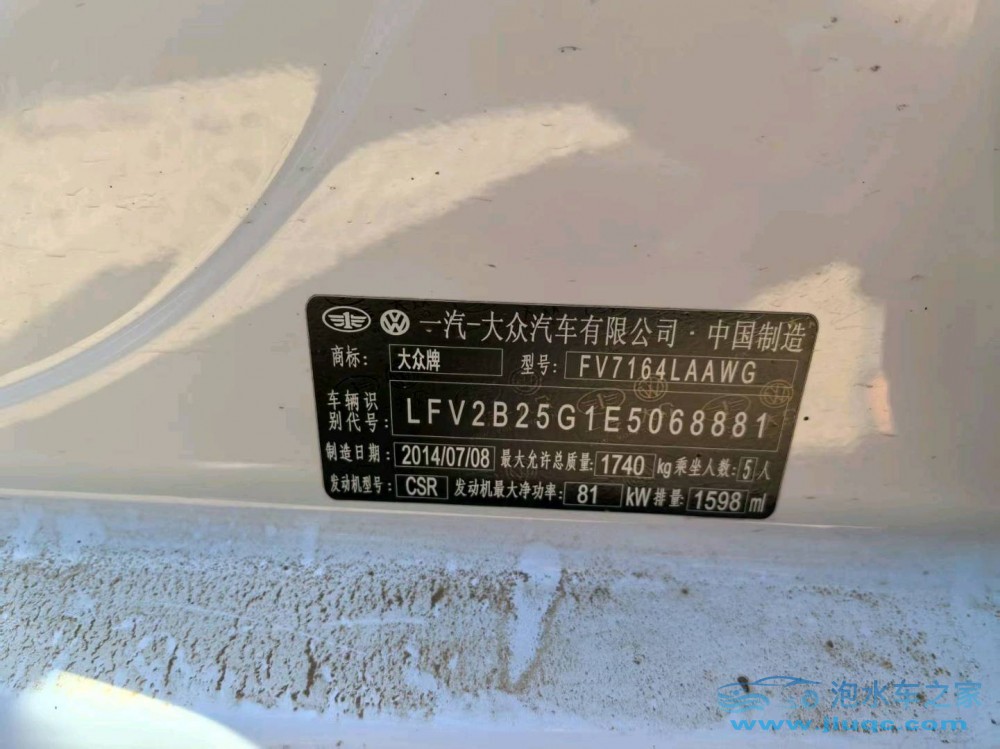 一汽-大众汽车有限公司·中国制造
商标: 大众牌 型号: FV7164LAAWG
车辆识别代号: LFV2B25G1E5068881
制造日期: 2014/07/08 最大允许总质量: 1740 kg 乘坐人数: 5 人
发动机型号: CSR 发动机最大净功率: 81 kW 排量: 1598 ml
泡水车之家